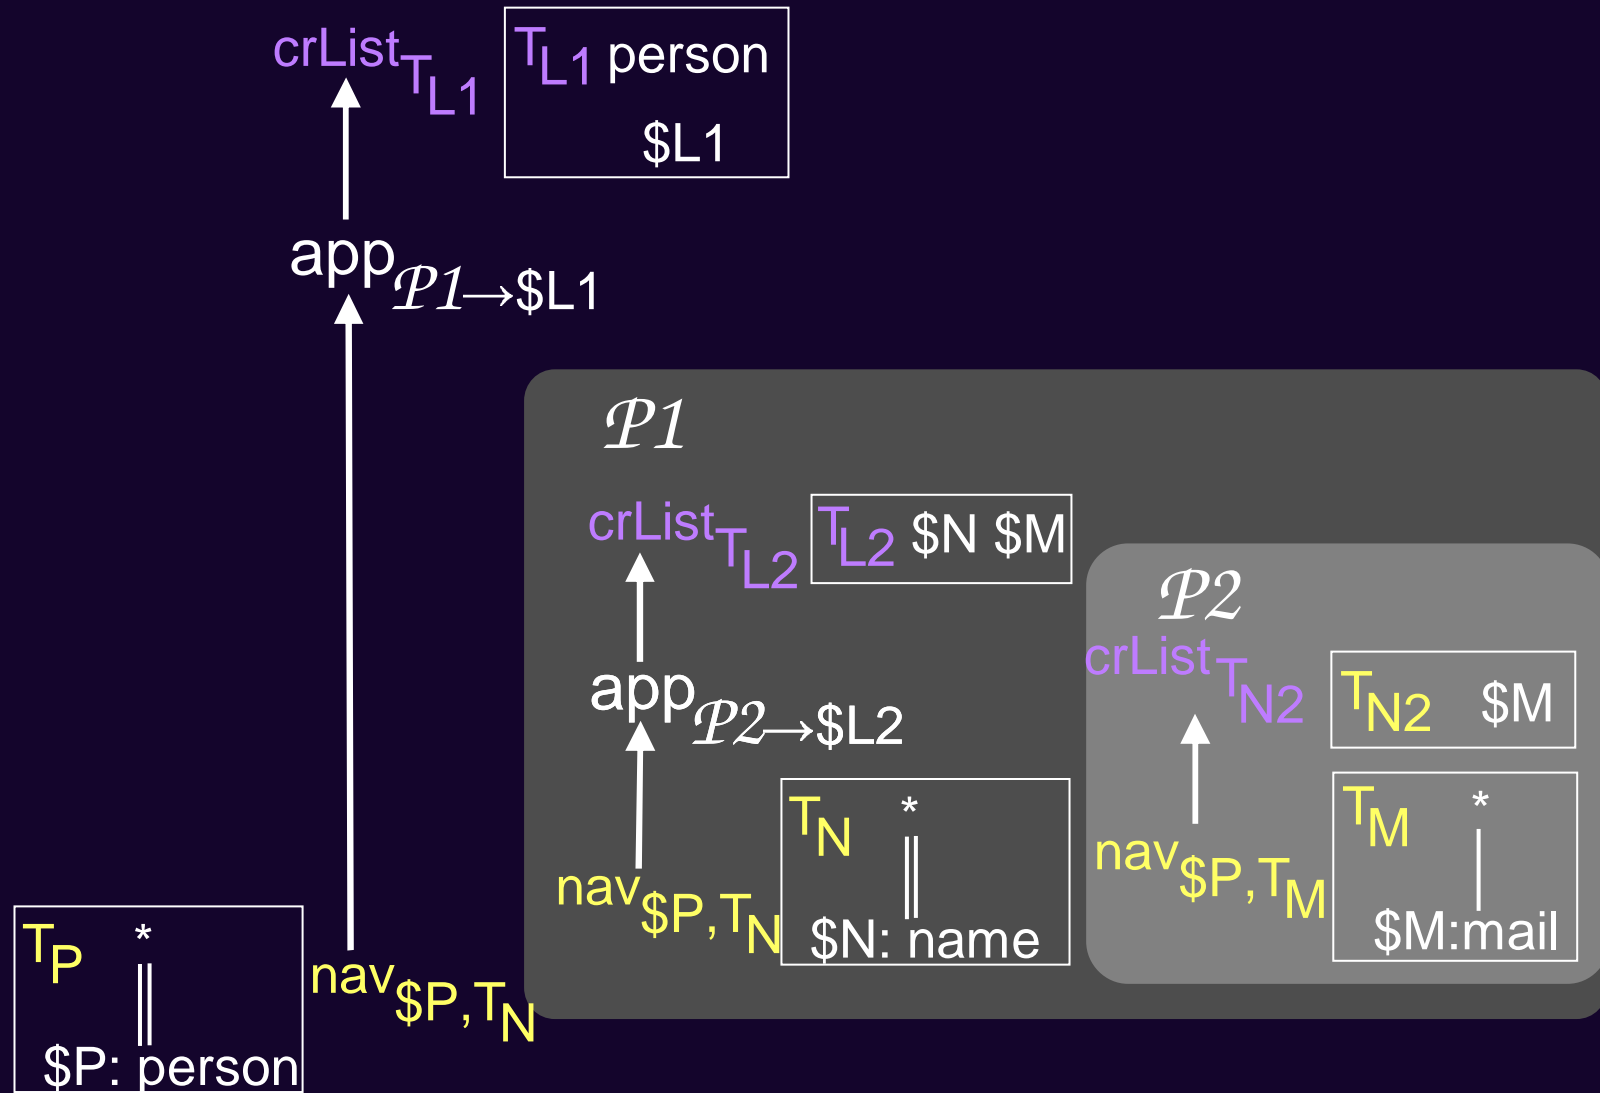 crListTL1
TL1 person
$L1
appP1→$L1
P1
crListTL2
TL2 $N $M
P2
crListTN2
TN2 $M
appP2→$L2
TN *
$N: name
nav$P,TN
TM *
$M:mail
nav$P,TM
TP *
$P: person
nav$P,TN